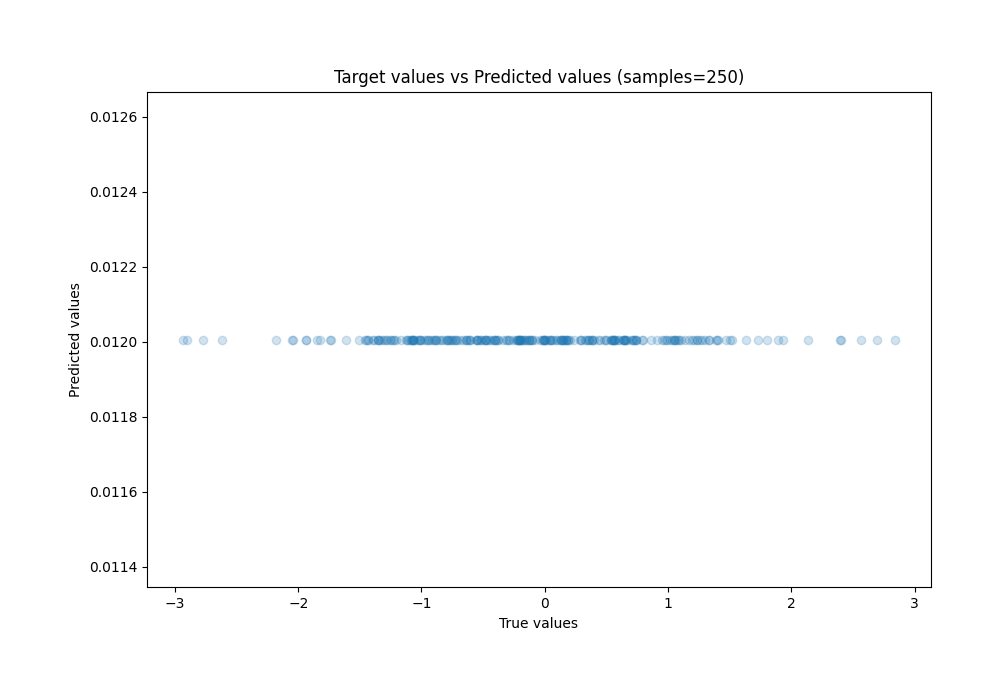 Target values vs Predicted values (samples=250)
0.0126
0.0124
0.0122
0.0120
0.0118
0.0116
0.0114
Predicted values
−3 −2 −1 0 1 2 3
True values